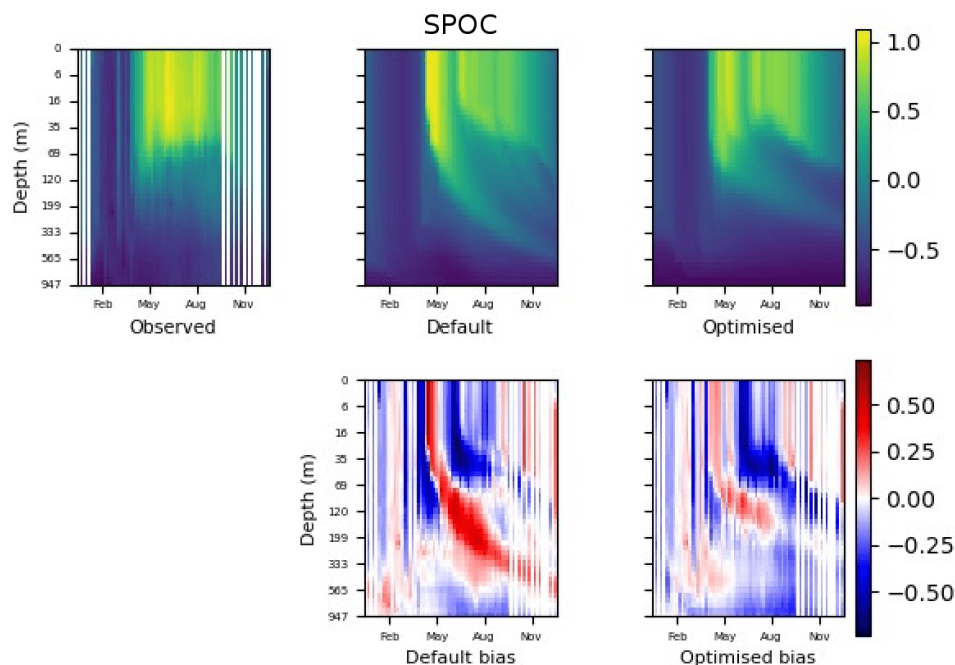 SPOC
0
6
16
35
69
120
199
333
565
947
Depth (m)
Feb May Aug Nov
Observed
Feb May Aug Nov
Default
Feb May Aug Nov
Optimised
1.0
0.5
0.0
−0.5
0
6
16
35
69
120
199
333
565
947
Depth (m)
Feb May Aug Nov
Default bias
Feb May Aug Nov
Optimised bias
0.50
0.25
0.00
−0.25
−0.50